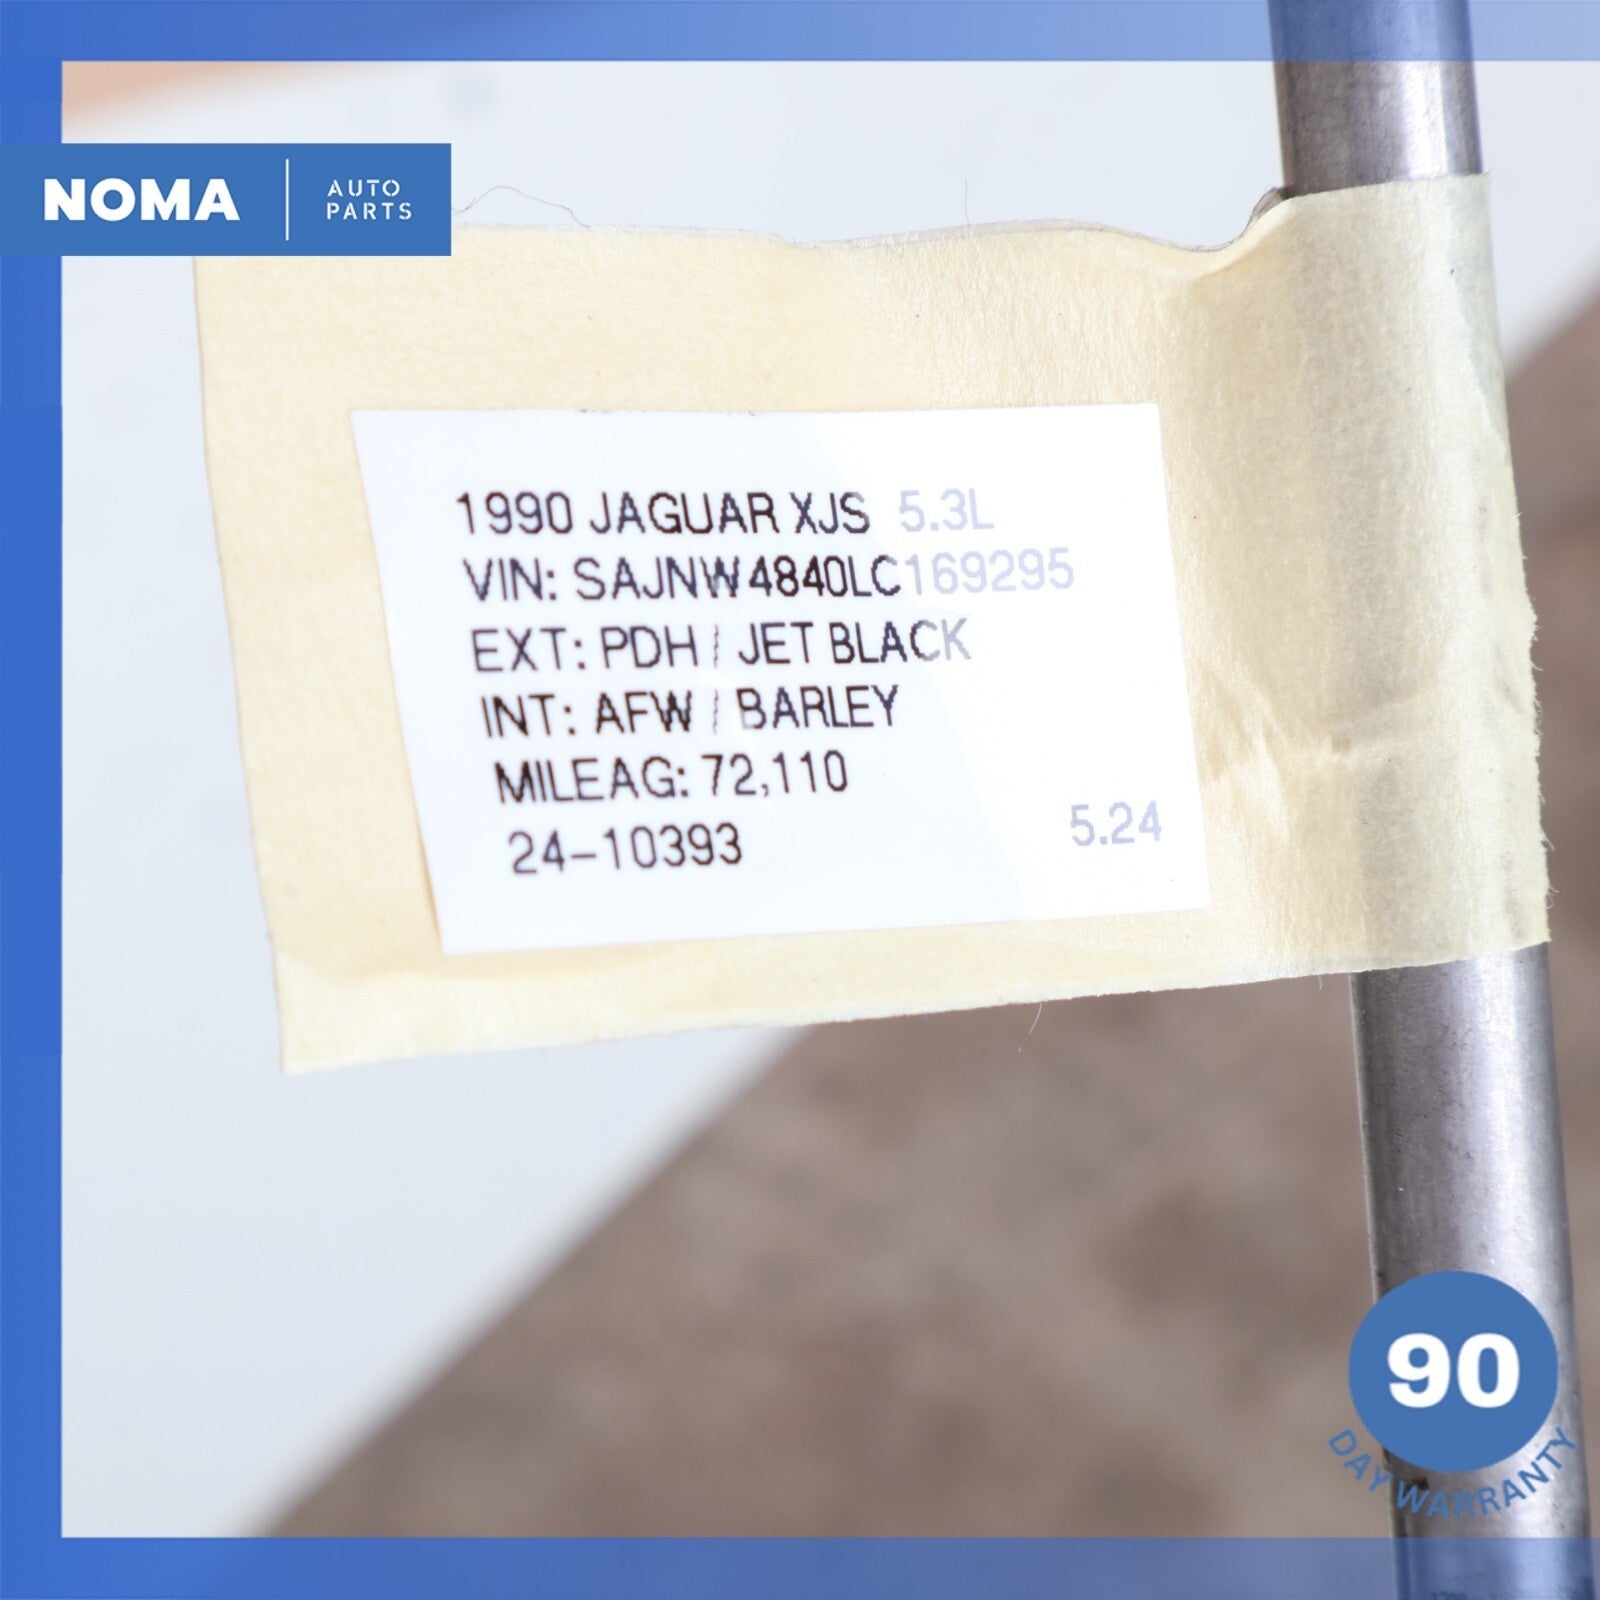 NOMA
AUTO
PARTS
1990 JAGUAR XJS 5.3L
VIN: SAJNW4840LC169295
EXT: PDH / JET BLACK
INT: AFW / BARLEY
MILEAG: 72,110
24-10393
5.24
90
DAY WARRANTY